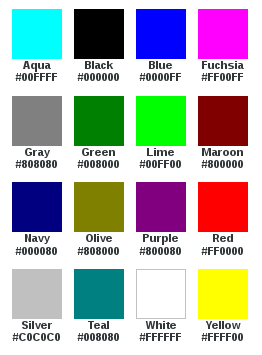 Aqua Black Blue Fuchsia
#00FFFF #000000 #0000FF #FF00FF
Gray Green Lime Maroon
#808080 #008000 #00FF00 #800000
Navy Olive Purple Red
#000080 #808000 #800080 #FF0000
Silver Teal White Yellow
#C0C0C0 #008080 #FFFFFF #FFFF00